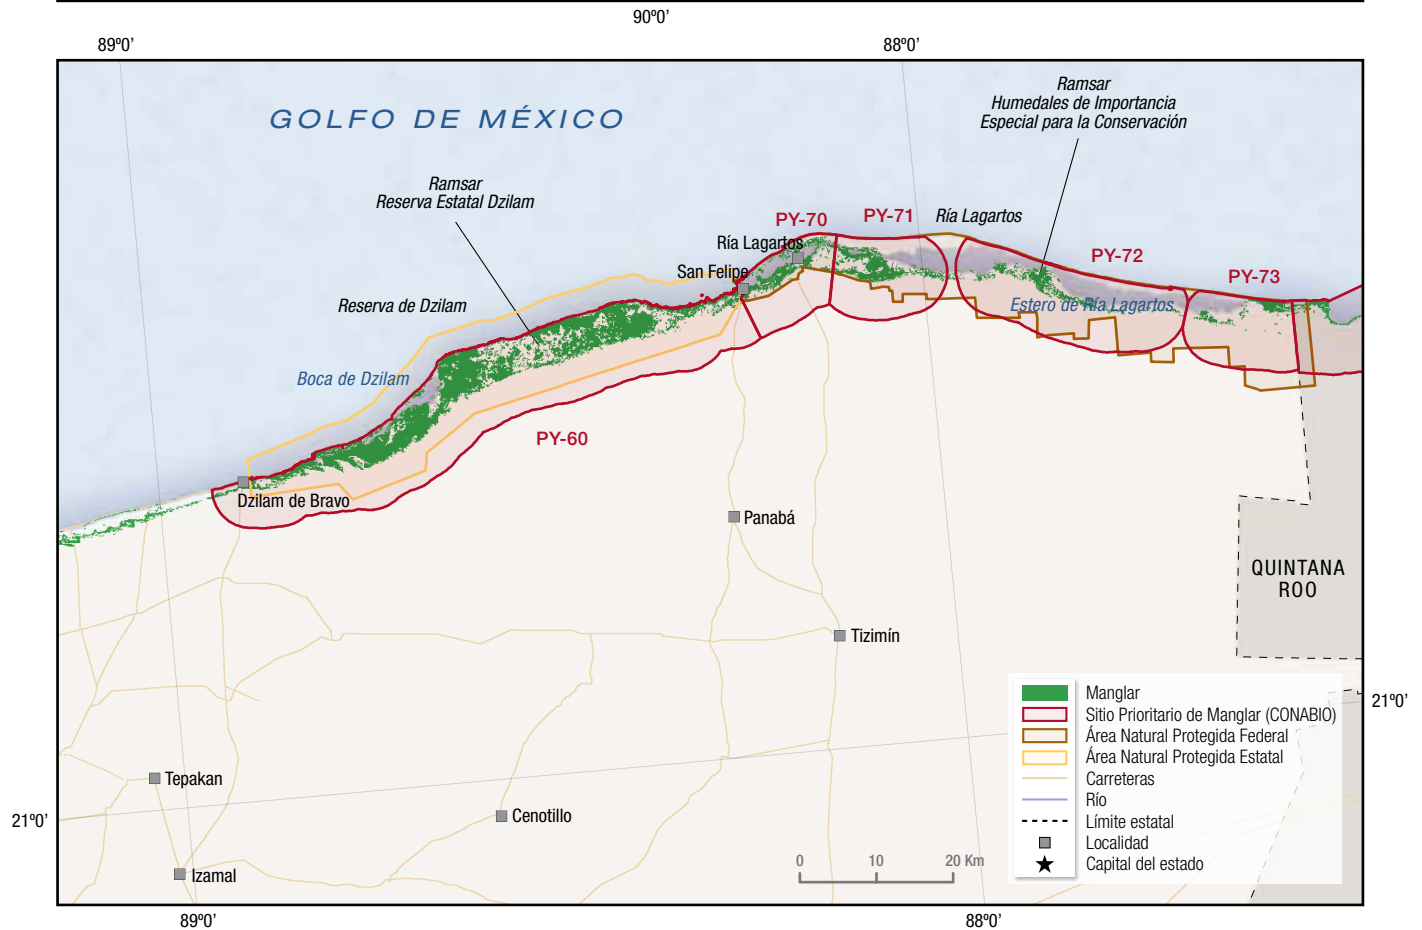 90º0’
89º0’
88º0’
GOLFO DE MÉXICO
Ramsar
Humedales de Importancia
Especial para la Conservación
Ramsar
Reserva Estatal Dzilam
PY-70
PY-71
Ría Lagartos
Ría Lagartos
San Felipe
PY-72
PY-73
Reserva de Dzilam
Estero de Ría Lagartos
Boca de Dzilam
PY-60
Dzilam de Bravo
Panabá
QUINTANA
ROO
Tizimín
Manglar
Sitio Prioritario de Manglar (CONABIO)
Área Natural Protegida Federal
Área Natural Protegida Estatal
Carreteras
Río
Límite estatal
Localidad
Capital del estado
21º0’
Tepakan
Cenotillo
21º0’
Izamal
0 10 20 Km
89º0’
88º0’